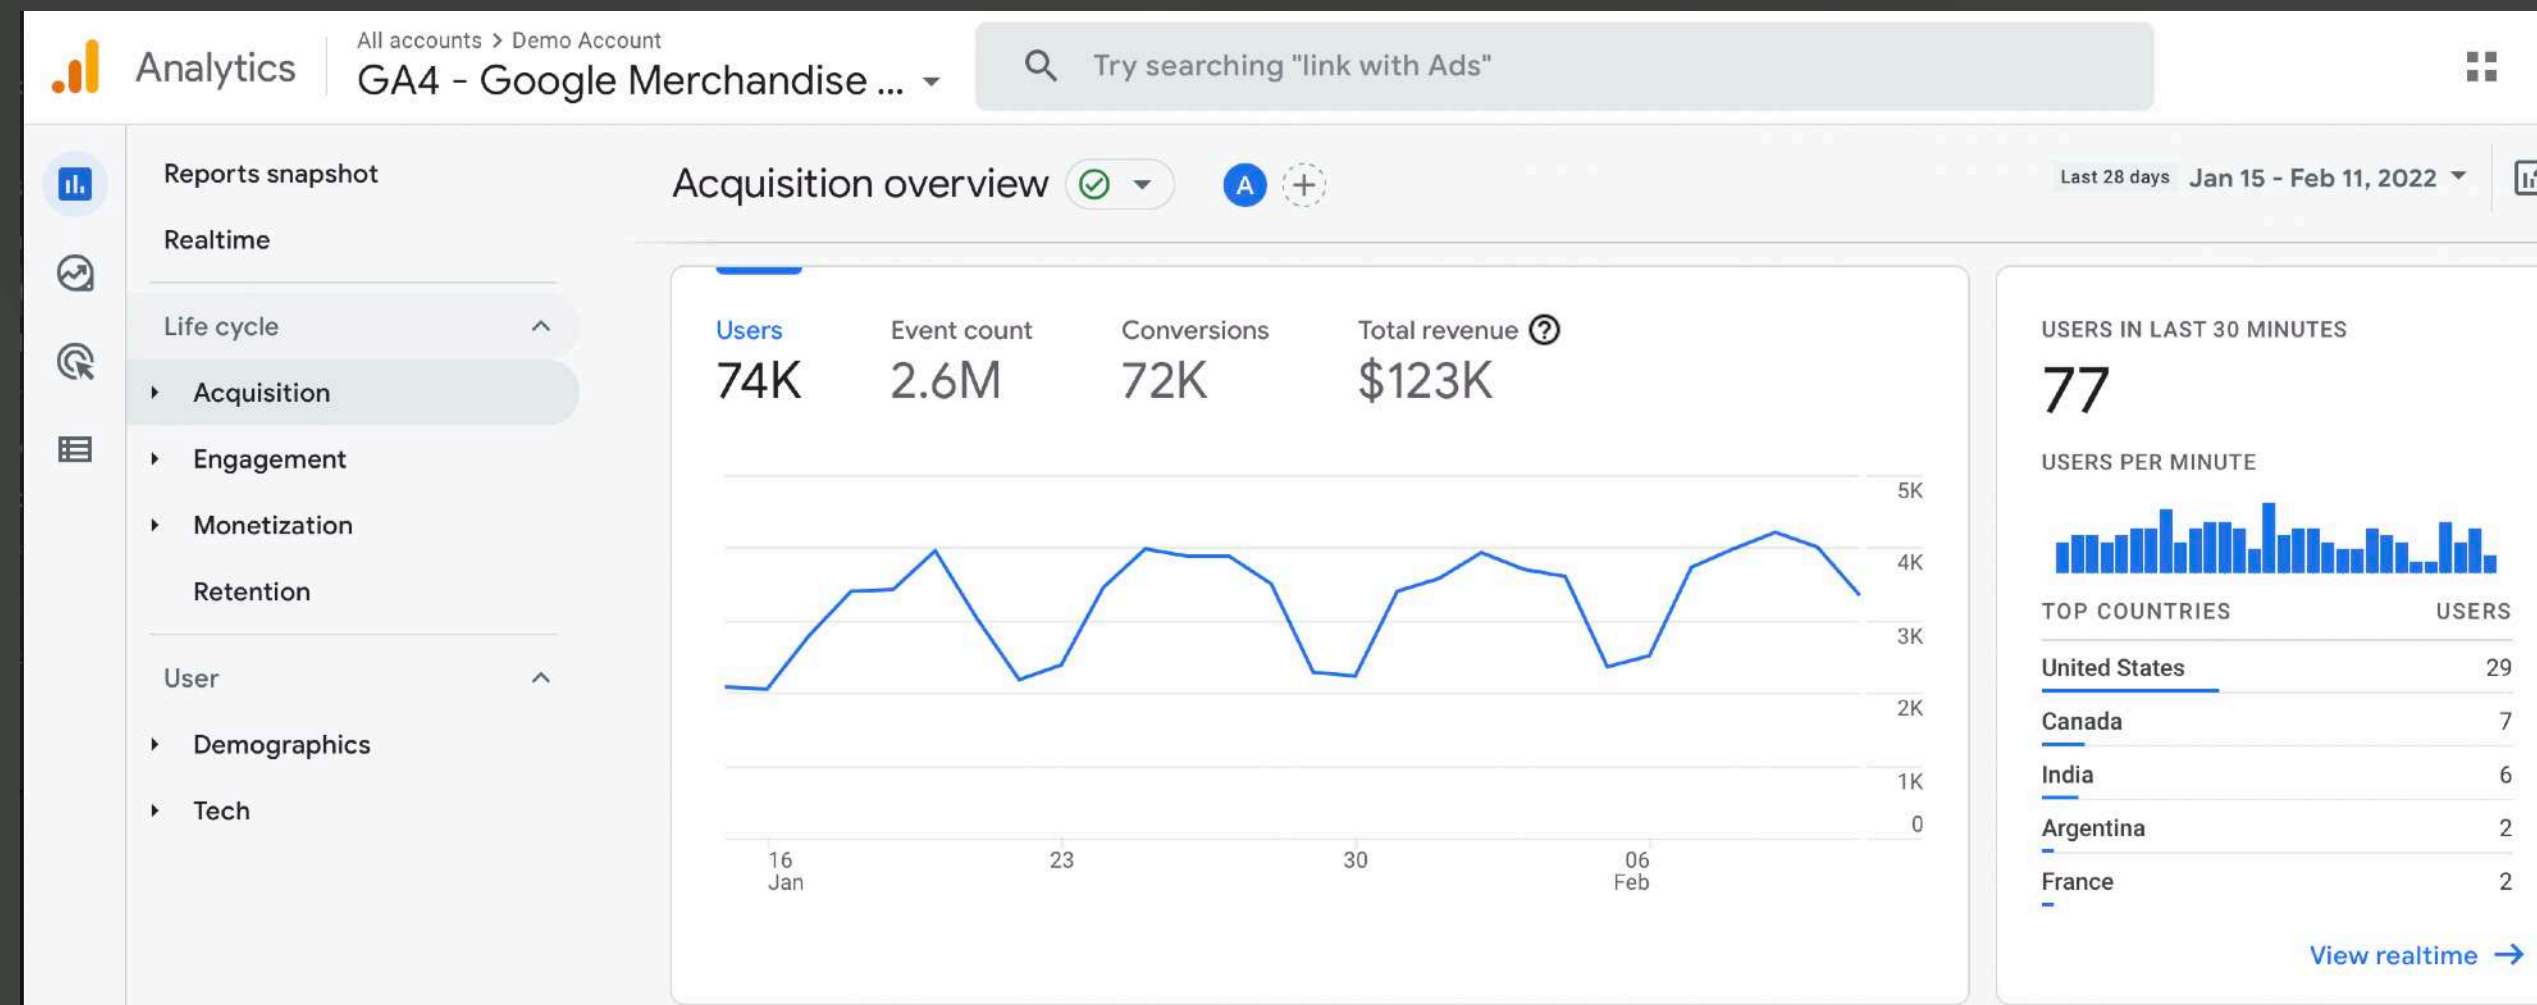 Analytics
All accounts > Demo Account
GA4 - Google Merchandise ...
Try searching "link with Ads"
Reports snapshot
Realtime
Life cycle
Acquisition
Engagement
Monetization
Retention
User
Demographics
Tech
Acquisition overview
A
Last 28 days Jan 15 - Feb 11, 2022
Users Event count Conversions Total revenue
74K 2.6M 72K $123K
5K
4K
3K
2K
1K
0
16 23 30 06
Jan Feb
USERS IN LAST 30 MINUTES
77
USERS PER MINUTE
TOP COUNTRIES USERS
United States 29
Canada 7
India 6
Argentina 2
France 2
View realtime